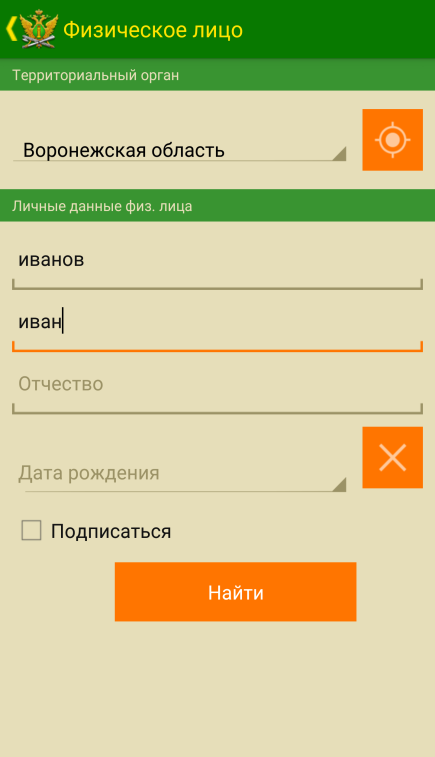 Физическое лицо
Территориальный орган
Воронежская область
Личные данные физ. лица
иванов
иван
Отчество
Дата рождения
Подписаться
Найти